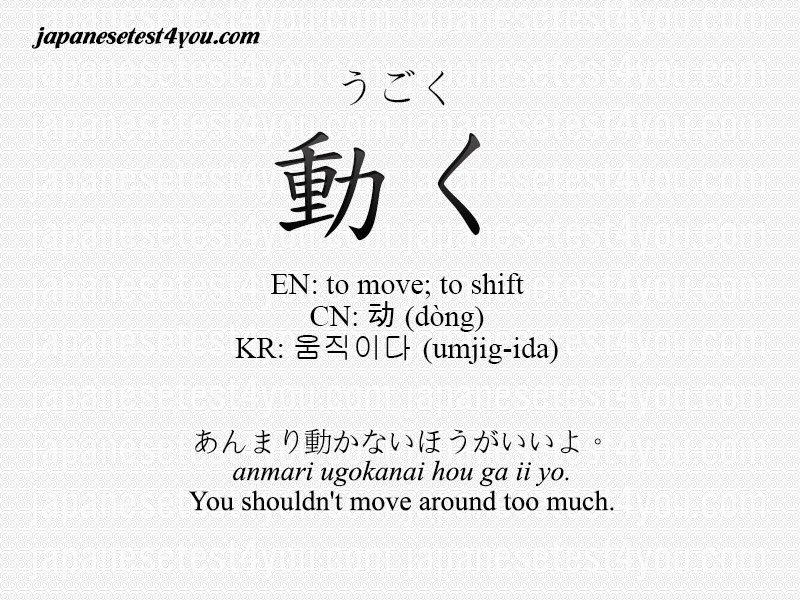 japanesetest4you.com
うごく
動く
EN: to move; to shift
CN: 动 (dòng)
KR: 움직이다 (umjig-ida)
あんまり動かないほうがいいよ。
anmari ugokanai hou ga ii yo.
You shouldn't move around too much.